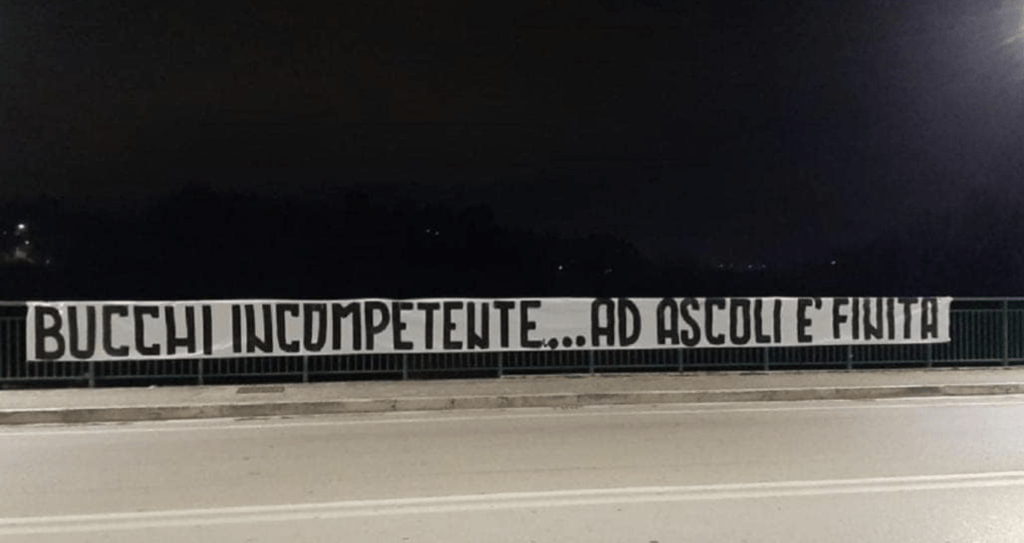 BUCCHI INCOMPETENTE....AD ASCOLI E' FINITA